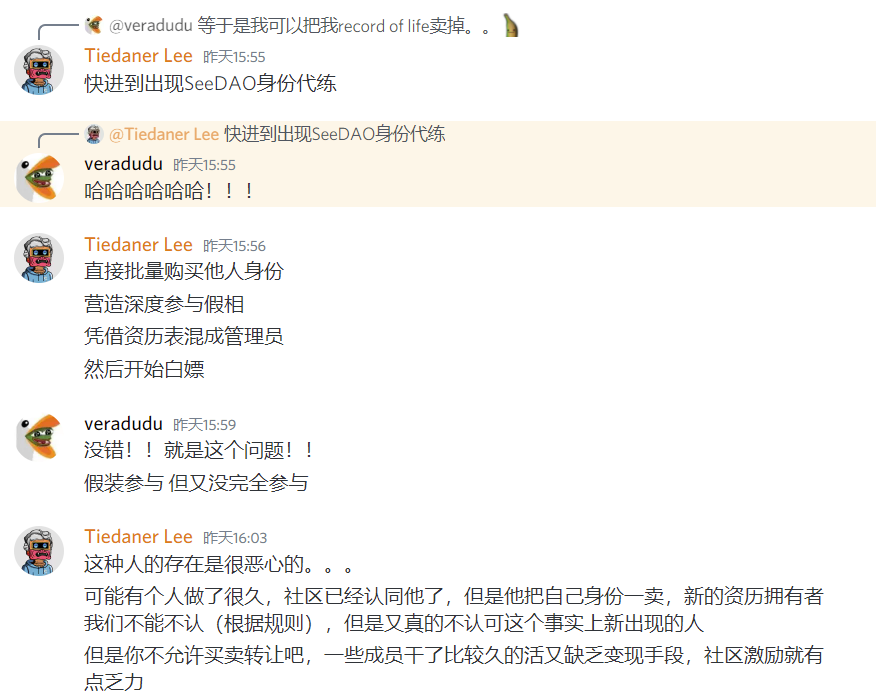 @veradudu 等于是我可以把我record of life卖掉。。
Tiedaner Lee 昨天15:55
快进到出现SeeDAO身份代练
@Tiedaner Lee 快进到出现SeeDAO身份代练
veradudu 昨天15:55
哈哈哈哈哈哈！！！
Tiedaner Lee 昨天15:56
直接批量购买他人身份
营造深度参与假相
凭借资历表混成管理员
然后开始白嫖
veradudu 昨天15:59
没错！！就是这个问题！！
假装参与 但又没完全参与
Tiedaner Lee 昨天16:03
这种人的存在是很恶心的。。。
可能有个人做了很久，社区已经认同他了，但是他把自己身份一卖，新的资历拥有者
我们不能不认（根据规则），但是又真的不认可这个事实上新出现的人
但是你不允许买卖转让吧，一些成员干了比较久的活又缺乏变现手段，社区激励就有
点乏力